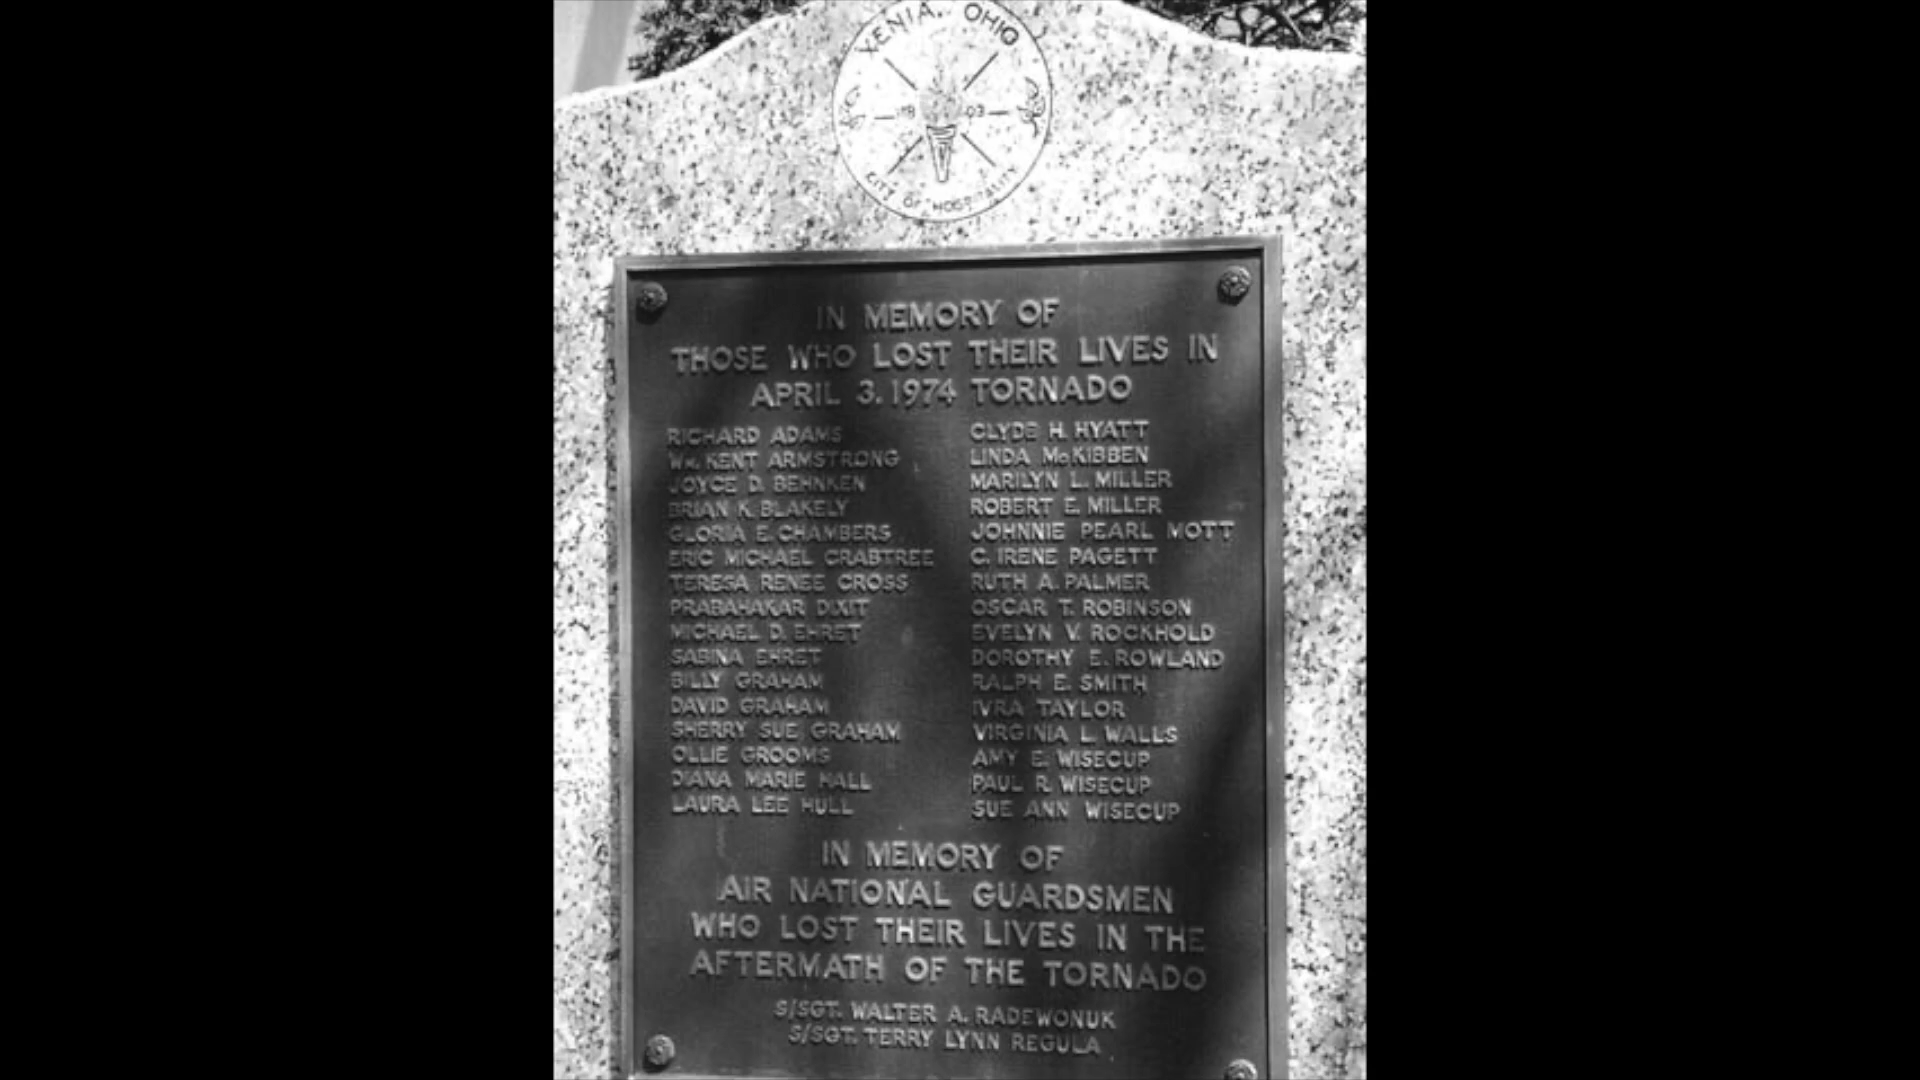 XENIA, OHIO
1803
CITY OF HOSPITALITY
IN MEMORY OF
THOSE WHO LOST THEIR LIVES IN
APRIL 3, 1974 TORNADO
RICHARD ADAMS
WM. KENT ARMSTRONG
JOYCE D. BEHNKEN
BRIAN K. BLAKELY
GLORIA E. CHAMBERS
ERIC MICHAEL CRABTREE
TERESA RENEE CROSS
PRABAHAKAR DIXIT
MICHAEL D. EHRET
SABINA EHRET
BILLY GRAHAM
DAVID GRAHAM
SHERRY SUE GRAHAM
OLLIE GROOMS
DIANA MARIE HALL
LAURA LEE HULL
CLYDE H. HYATT
LINDA McKIBBEN
MARILYN L. MILLER
ROBERT E. MILLER
JOHNNIE PEARL MOTT
C. IRENE PAGETT
RUTH A. PALMER
OSCAR T. ROBINSON
EVELYN V. ROCKHOLD
DOROTHY E. ROWLAND
RALPH E. SMITH
IVRA TAYLOR
VIRGINIA L. WALLS
AMY E. WISECUP
PAUL R. WISECUP
SUE ANN WISECUP
IN MEMORY OF
AIR NATIONAL GUARDSMEN
WHO LOST THEIR LIVES IN THE
AFTERMATH OF THE TORNADO
S/SGT. WALTER A. RADEWONUK
S/SGT. TERRY LYNN REGULA